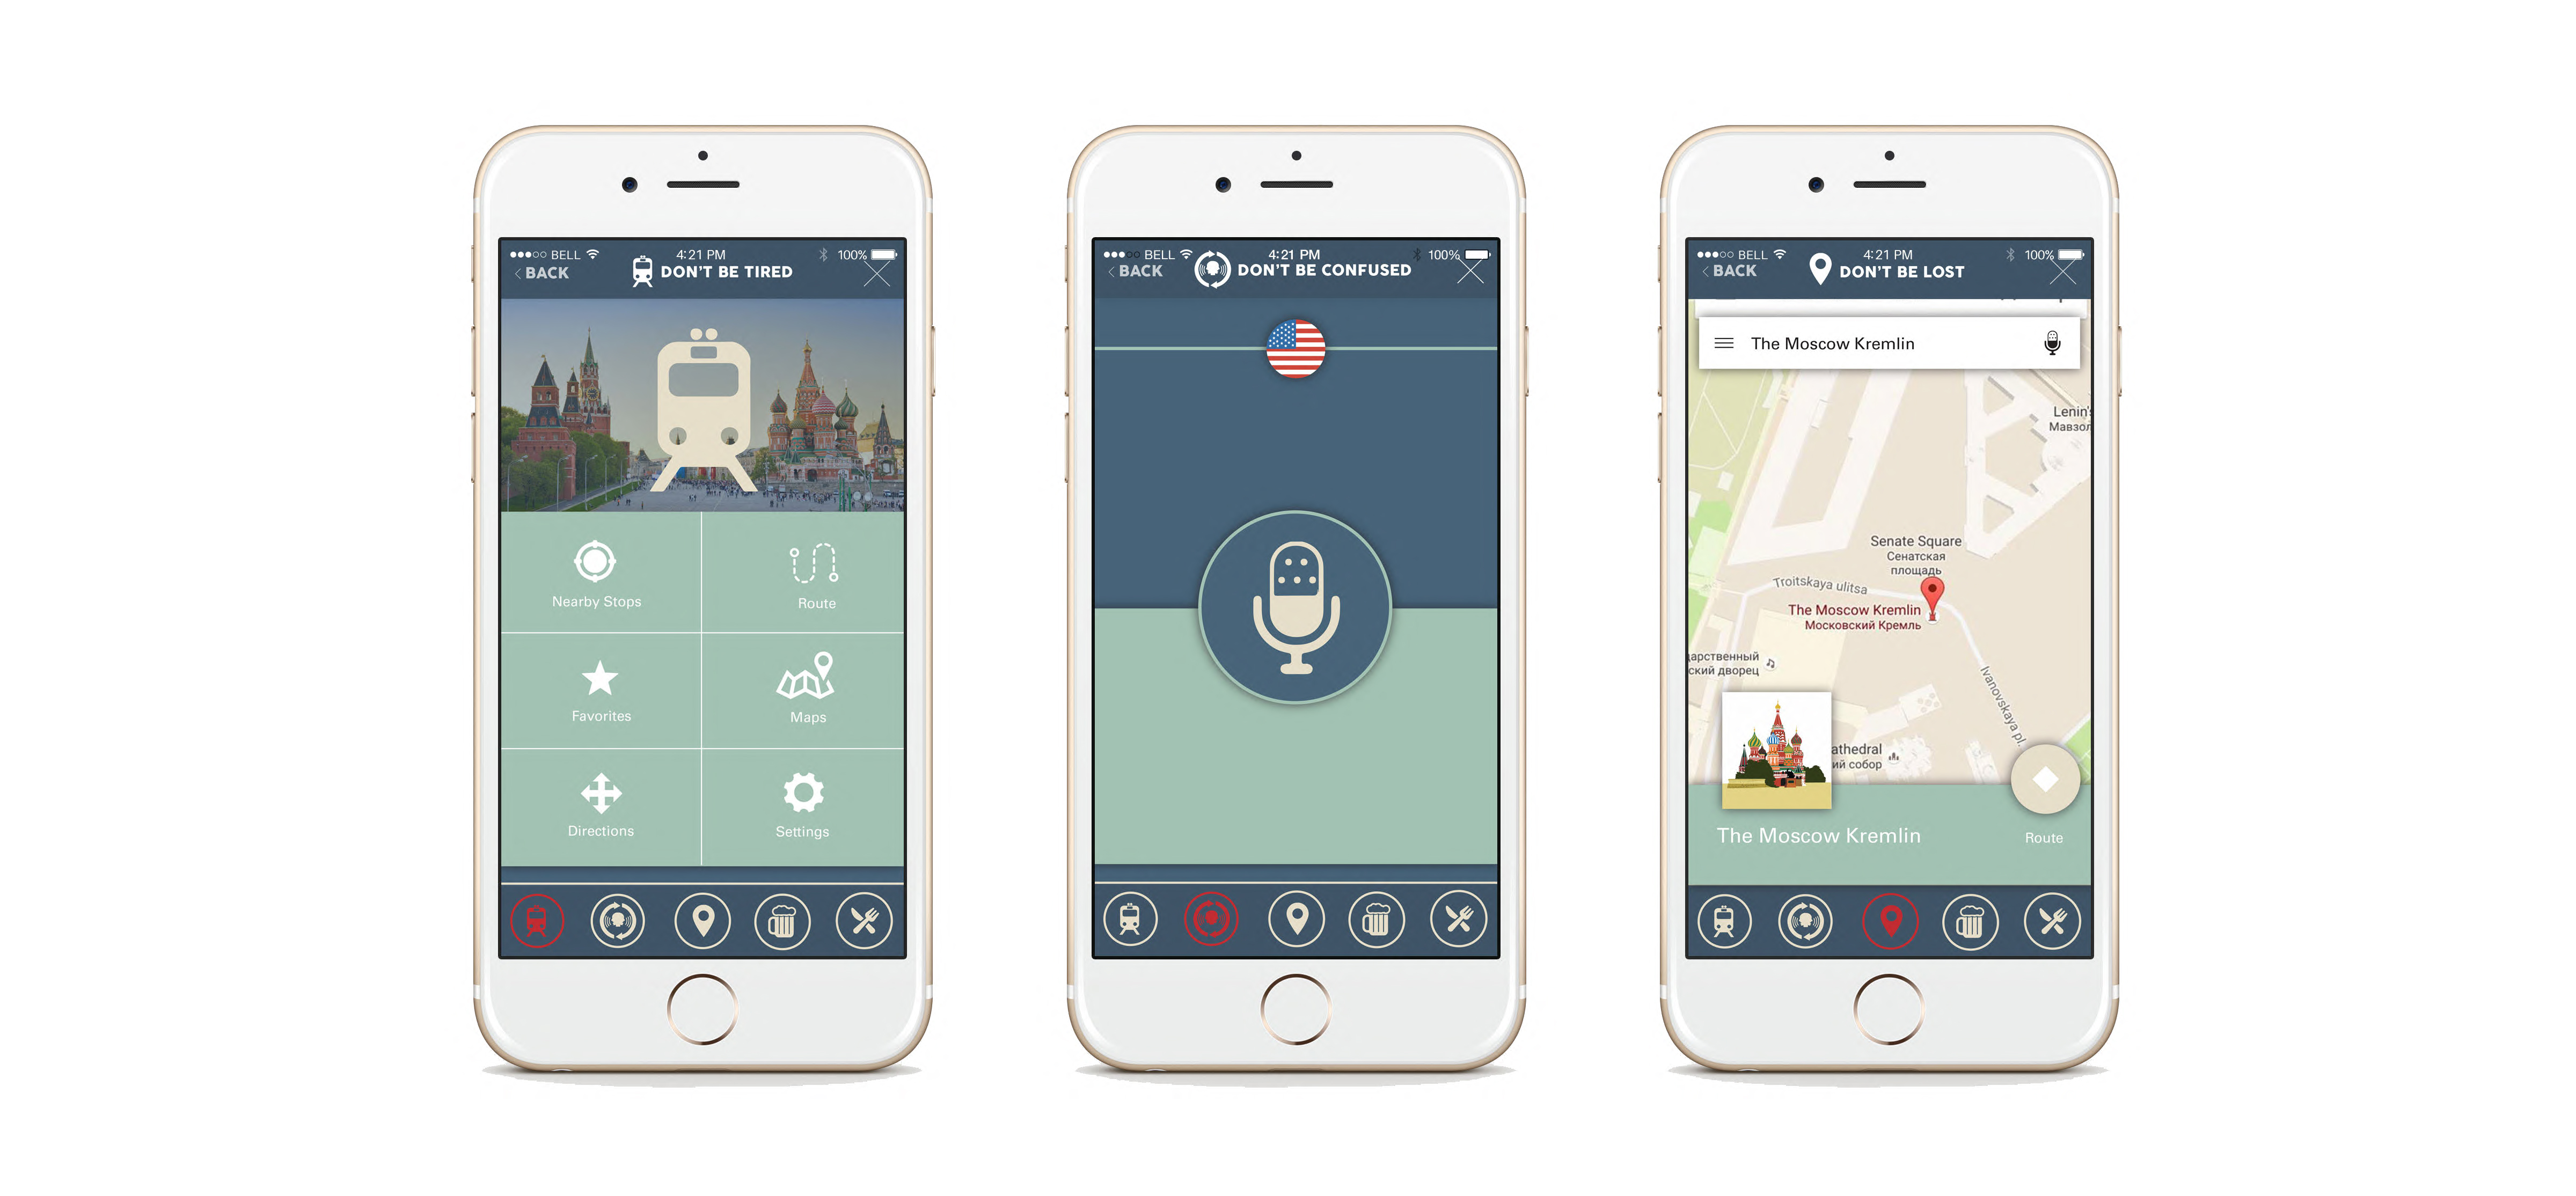 BELL 4:21 PM 100%
BACK DON'T BE TIRED
Nearby Stops
Route
Favorites
Maps
Directions
Settings
BELL 4:21 PM 100%
BACK DON'T BE CONFUSED
BELL 4:21 PM 100%
BACK DON'T BE LOST
The Moscow Kremlin
Lenin's
Мавзол
Senate Square
Сенатская
площадь
Troitskaya ulitsa
The Moscow Kremlin
Московский Кремль
дарственный
ский дворец
Ivanovskaya pl.
athedral
ий собор
The Moscow Kremlin
Route